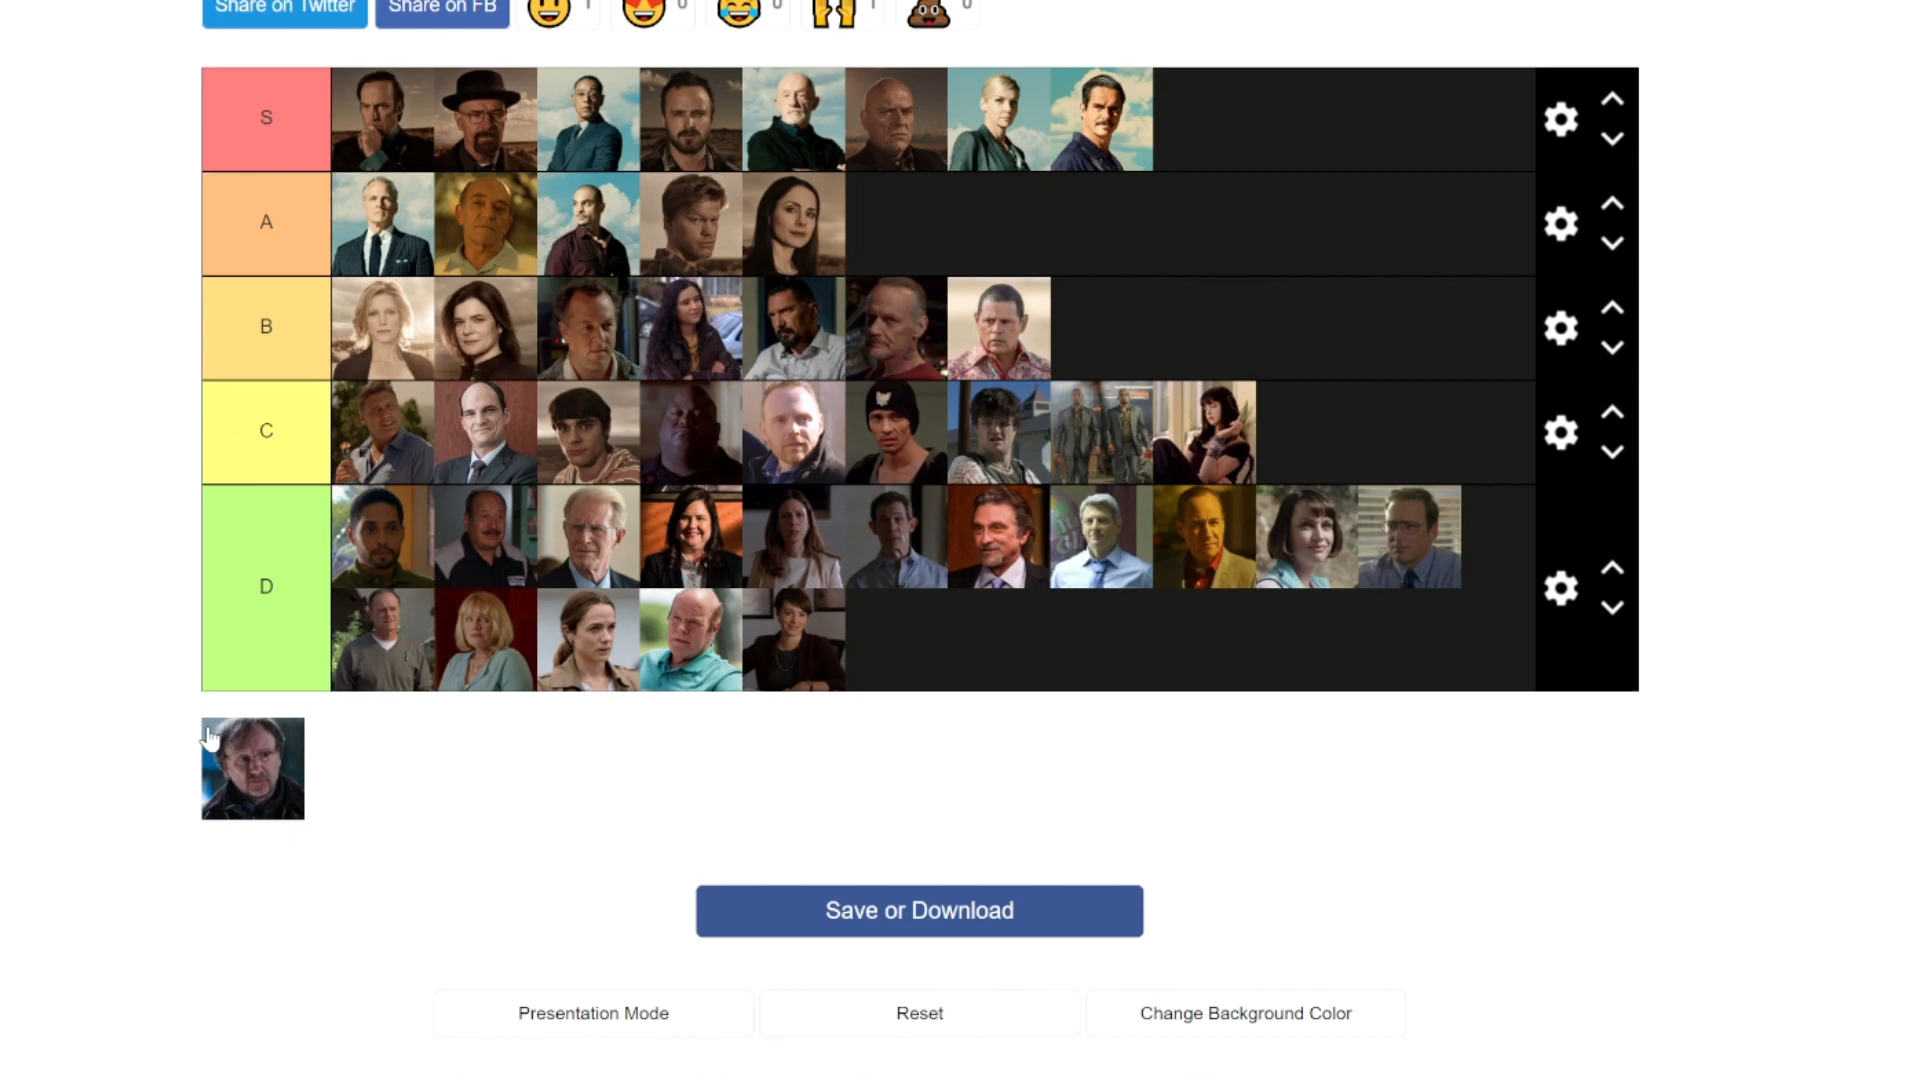 Share on Twitter Share on FB 1 0 0 1 0
S
A
B
C
D
Save or Download
Presentation Mode Reset Change Background Color